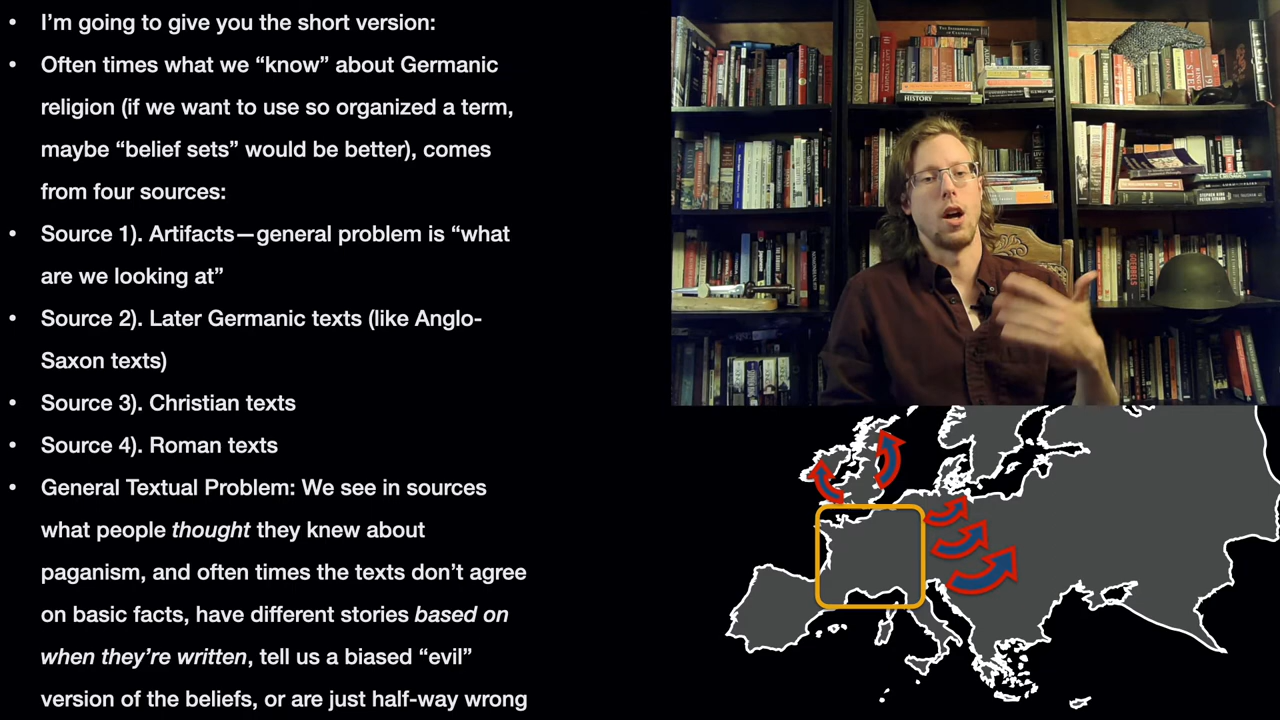 • I’m going to give you the short version:
• Often times what we “know” about Germanic
religion (if we want to use so organized a term,
maybe “belief sets” would be better), comes
from four sources:
• Source 1). Artifacts—general problem is “what
are we looking at”
• Source 2). Later Germanic texts (like Anglo-
Saxon texts)
• Source 3). Christian texts
• Source 4). Roman texts
• General Textual Problem: We see in sources
what people thought they knew about
paganism, and often times the texts don’t agree
on basic facts, have different stories based on
when they’re written, tell us a biased “evil”
version of the beliefs, or are just half-way wrong
HISTORY
GOEBBELS